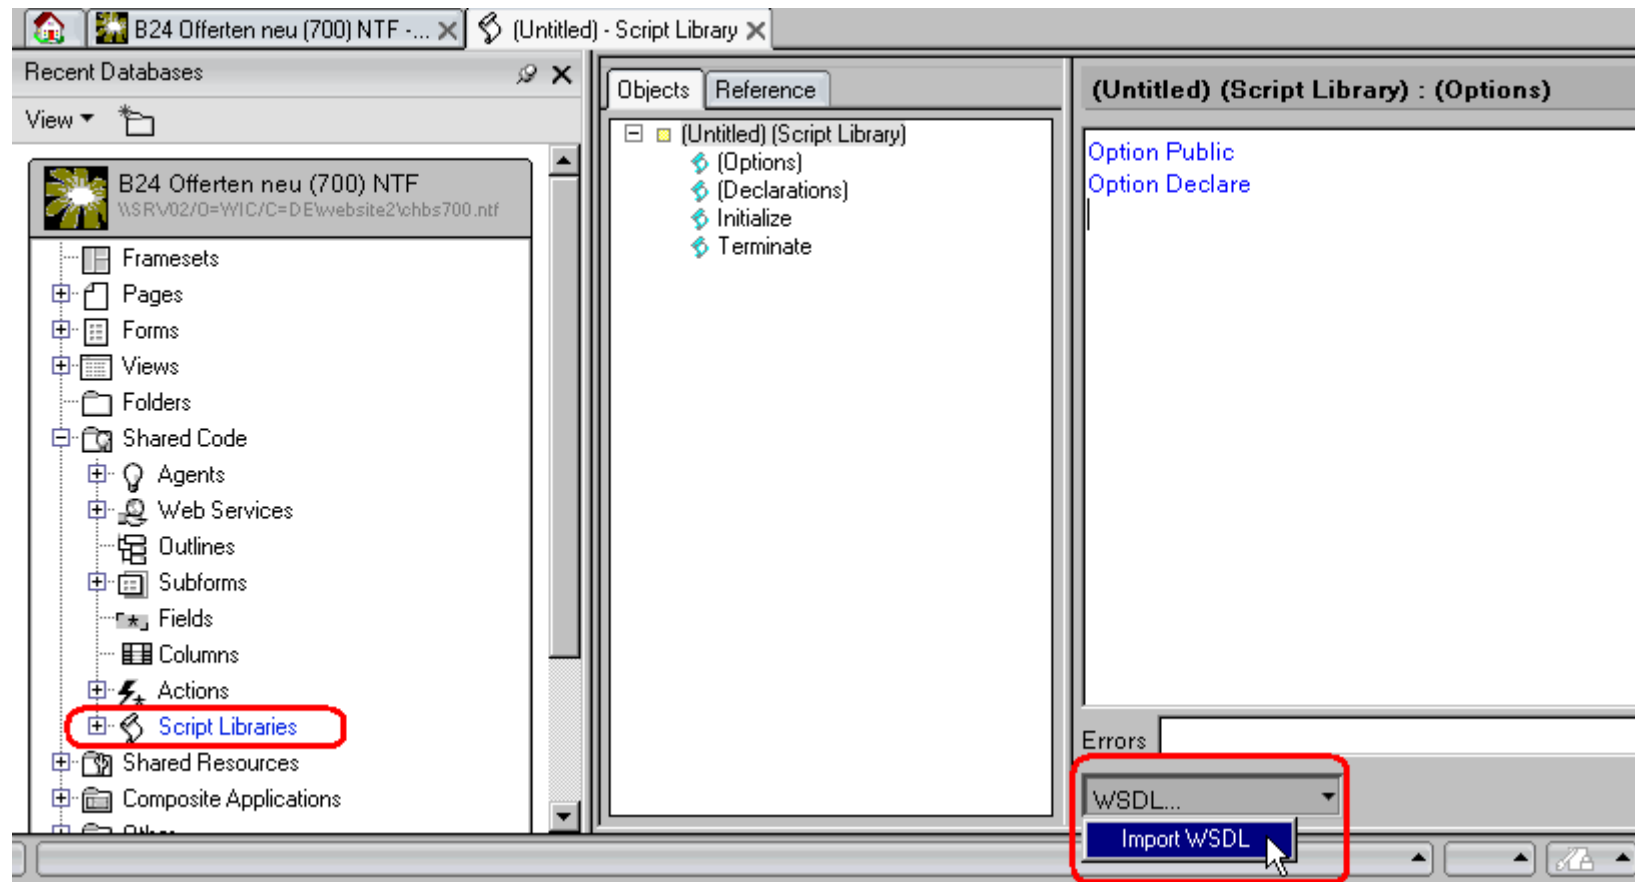 B24 Offerten neu (700) NTF -...
(Untitled) - Script Library
Recent Databases
View
B24 Offerten neu (700) NTF
\\SRV02/O=WIC/C=DE\website2\chbs700.ntf
Framesets
Pages
Forms
Views
Folders
Shared Code
Agents
Web Services
Outlines
Subforms
Fields
Columns
Actions
Script Libraries
Shared Resources
Composite Applications
Other
Objects
Reference
(Untitled) (Script Library)
(Options)
(Declarations)
Initialize
Terminate
(Untitled) (Script Library) : (Options)
Option Public
Option Declare
Errors
WSDL...
Import WSDL